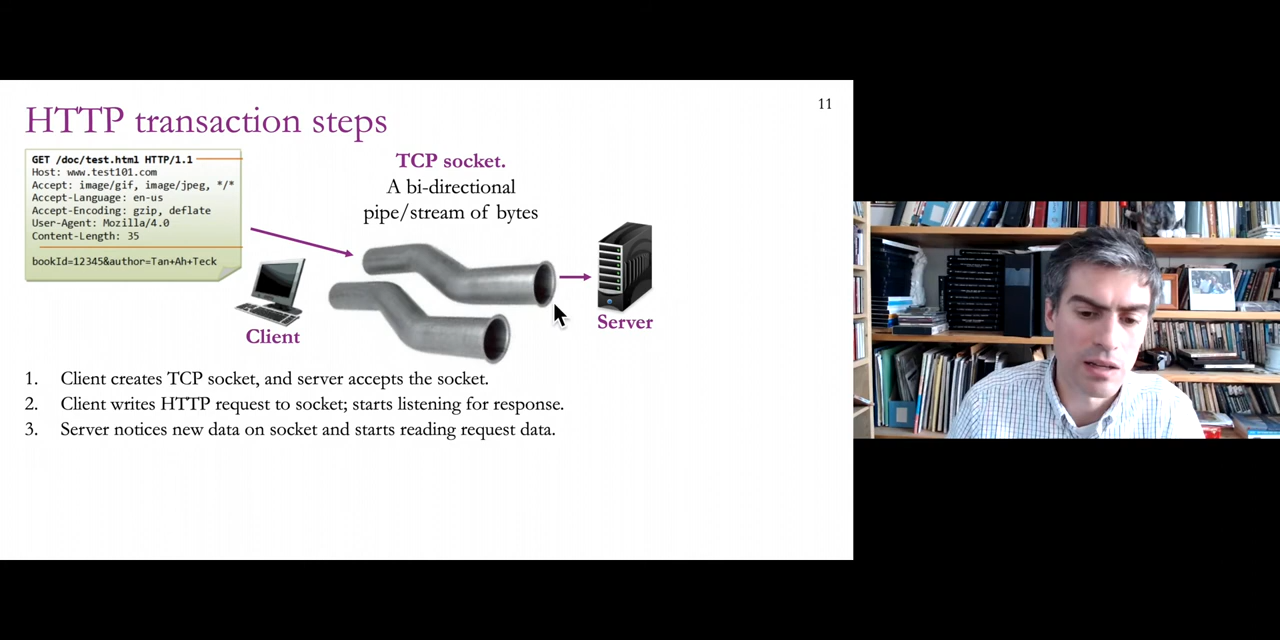 11
HTTP transaction steps
GET /doc/test.html HTTP/1.1
Host: www.test101.com
Accept: image/gif, image/jpeg, */*
Accept-Language: en-us
Accept-Encoding: gzip, deflate
User-Agent: Mozilla/4.0
Content-Length: 35
bookId=12345&author=Tan+Ah+Teck
TCP socket.
A bi-directional
pipe/stream of bytes
Client
Server
1. Client creates TCP socket, and server accepts the socket.
2. Client writes HTTP request to socket; starts listening for response.
3. Server notices new data on socket and starts reading request data.